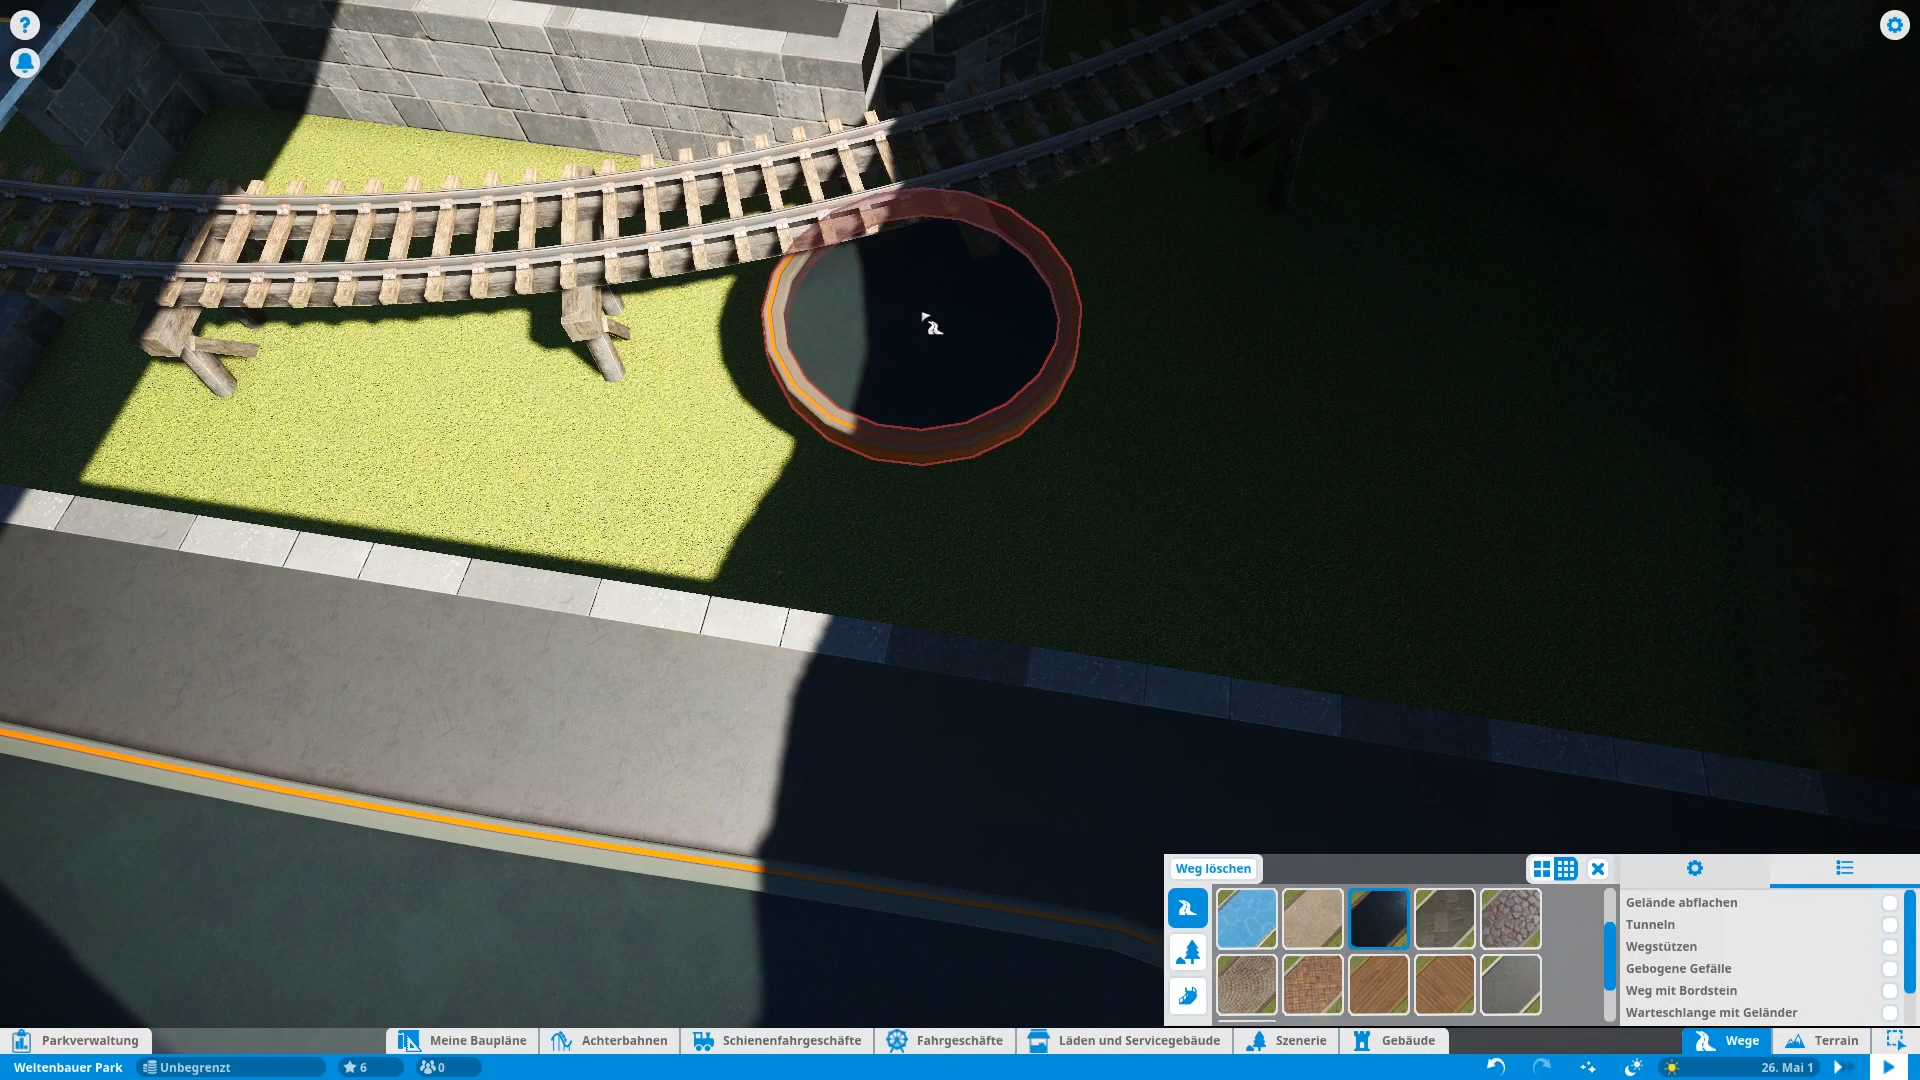 ?
Weg löschen
Gelände abflachen
Tunneln
Wegstützen
Gebogene Gefälle
Weg mit Bordstein
Warteschlange mit Geländer
Parkverwaltung
Meine Baupläne
Achterbahnen
Schienenfahrgeschäfte
Fahrgeschäfte
Läden und Servicegebäude
Szenerie
Gebäude
Wege
Terrain
Weltenbauer Park
Unbegrenzt
6
0
26. Mai 1